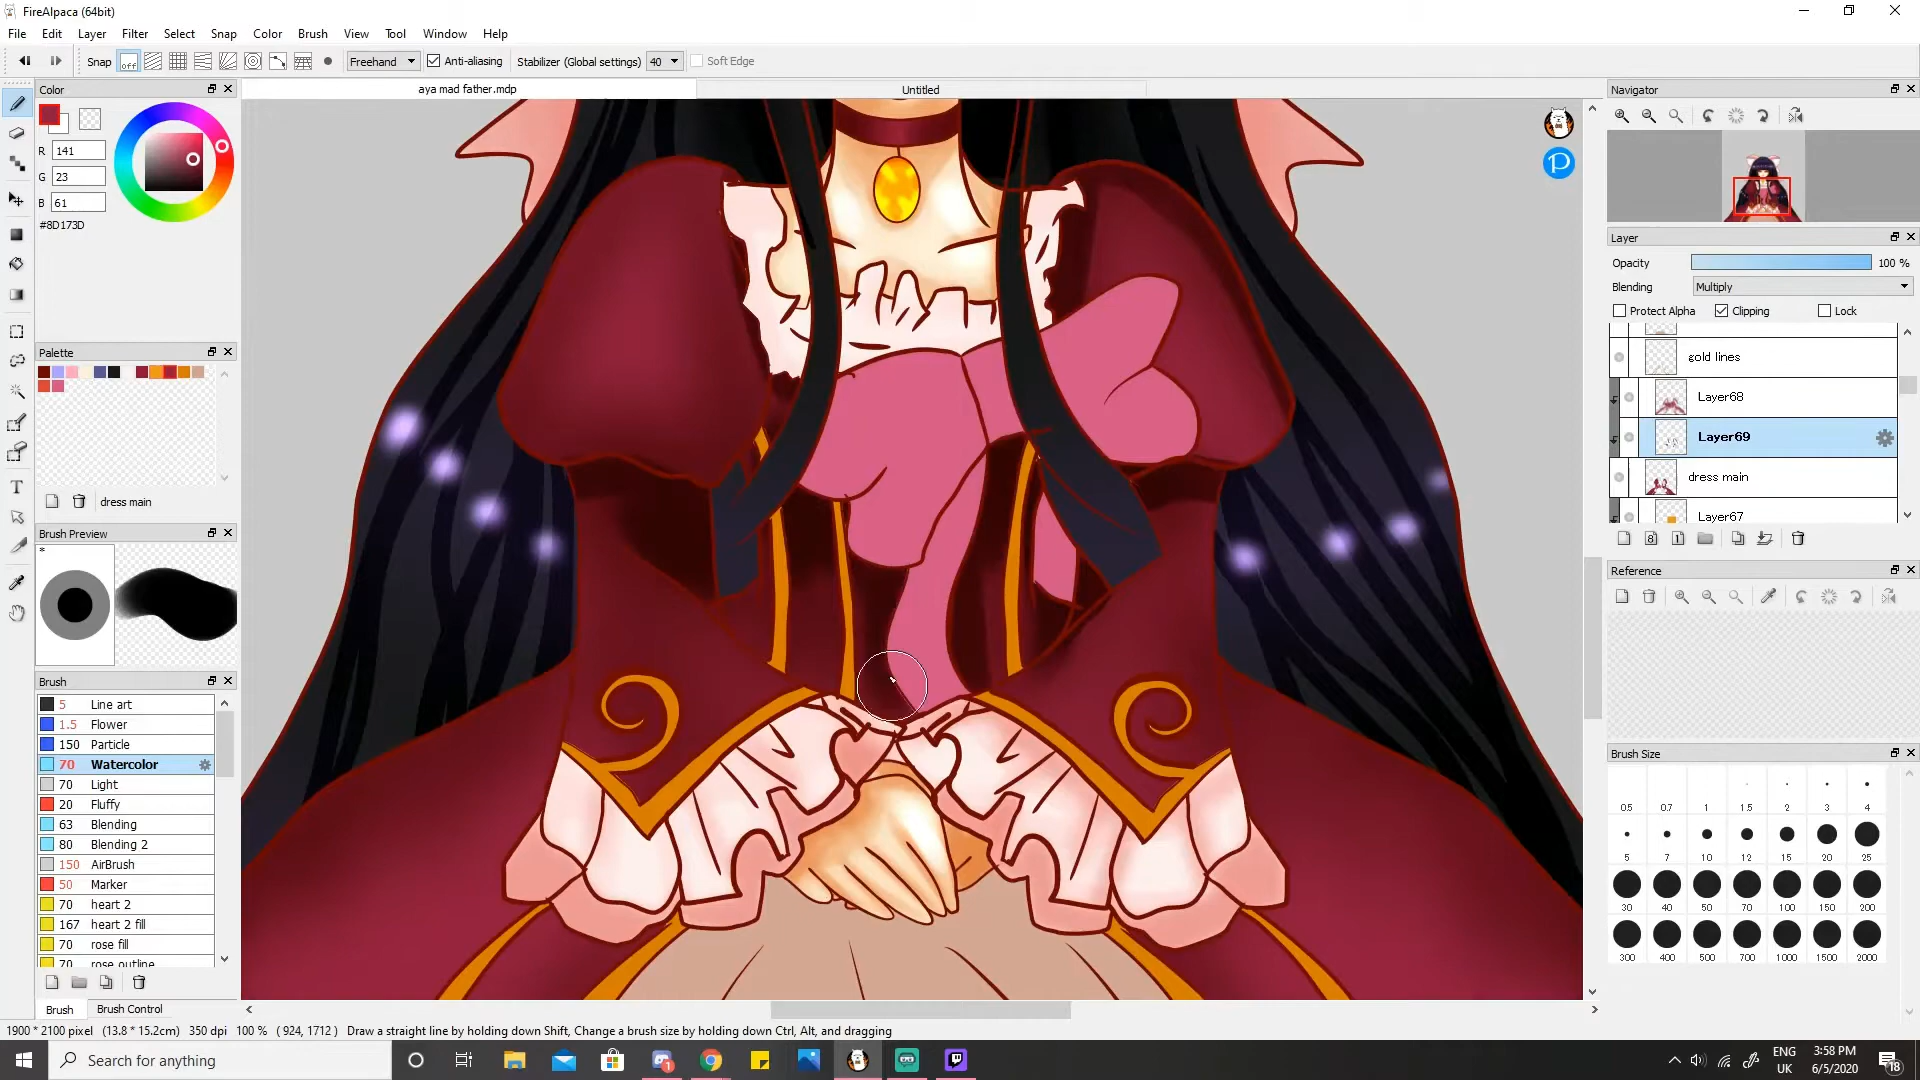 FireAlpaca (64bit)
File Edit Layer Filter Select Snap Color Brush View Tool Window Help
Snap off Freehand Anti-aliasing Stabilizer (Global settings) 40 Soft Edge
Color
aya mad father.mdp
Untitled
Navigator
R 141
G 23
B 61
#8D173D
Layer
Opacity 100 %
Blending Multiply
Protect Alpha Clipping Lock
gold lines
Layer68
Layer69
dress main
Layer67
Palette
dress main
Brush Preview
*
Reference
Brush
5 Line art
1.5 Flower
150 Particle
70 Watercolor
70 Light
20 Fluffy
63 Blending
80 Blending 2
150 AirBrush
50 Marker
70 heart 2
167 heart 2 fill
70 rose fill
70 rose outline
Brush Brush Control
Brush Size
0.5 0.7 1 1.5 2 3 4
5 7 10 12 15 20 25
30 40 50 70 100 150 200
300 400 500 700 1000 1500 2000
1900 * 2100 pixel (13.8 * 15.2cm) 350 dpi 100 % ( 924, 1712 ) Draw a straight line by holding down Shift, Change a brush size by holding down Ctrl, Alt, and dragging
Search for anything
ENG
UK
3:58 PM
6/5/2020
18